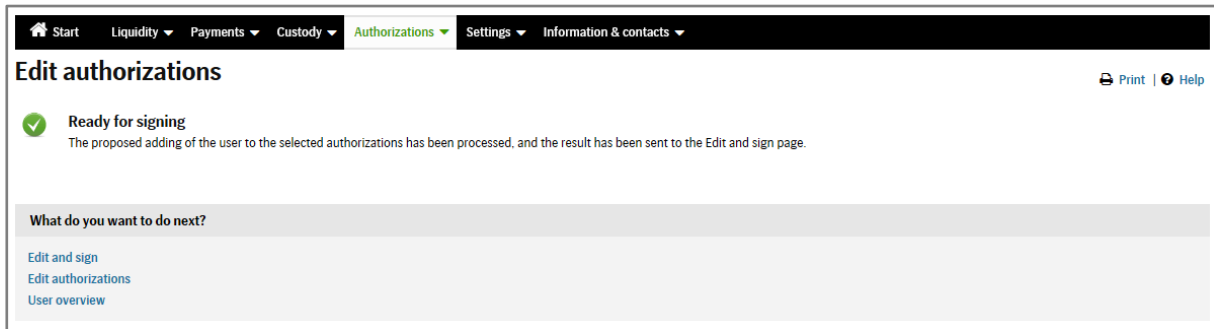 Start Liquidity Payments Custody Authorizations Settings Information & contacts
Edit authorizations
Print | Help
Ready for signing
The proposed adding of the user to the selected authorizations has been processed, and the result has been sent to the Edit and sign page.
What do you want to do next?
Edit and sign
Edit authorizations
User overview